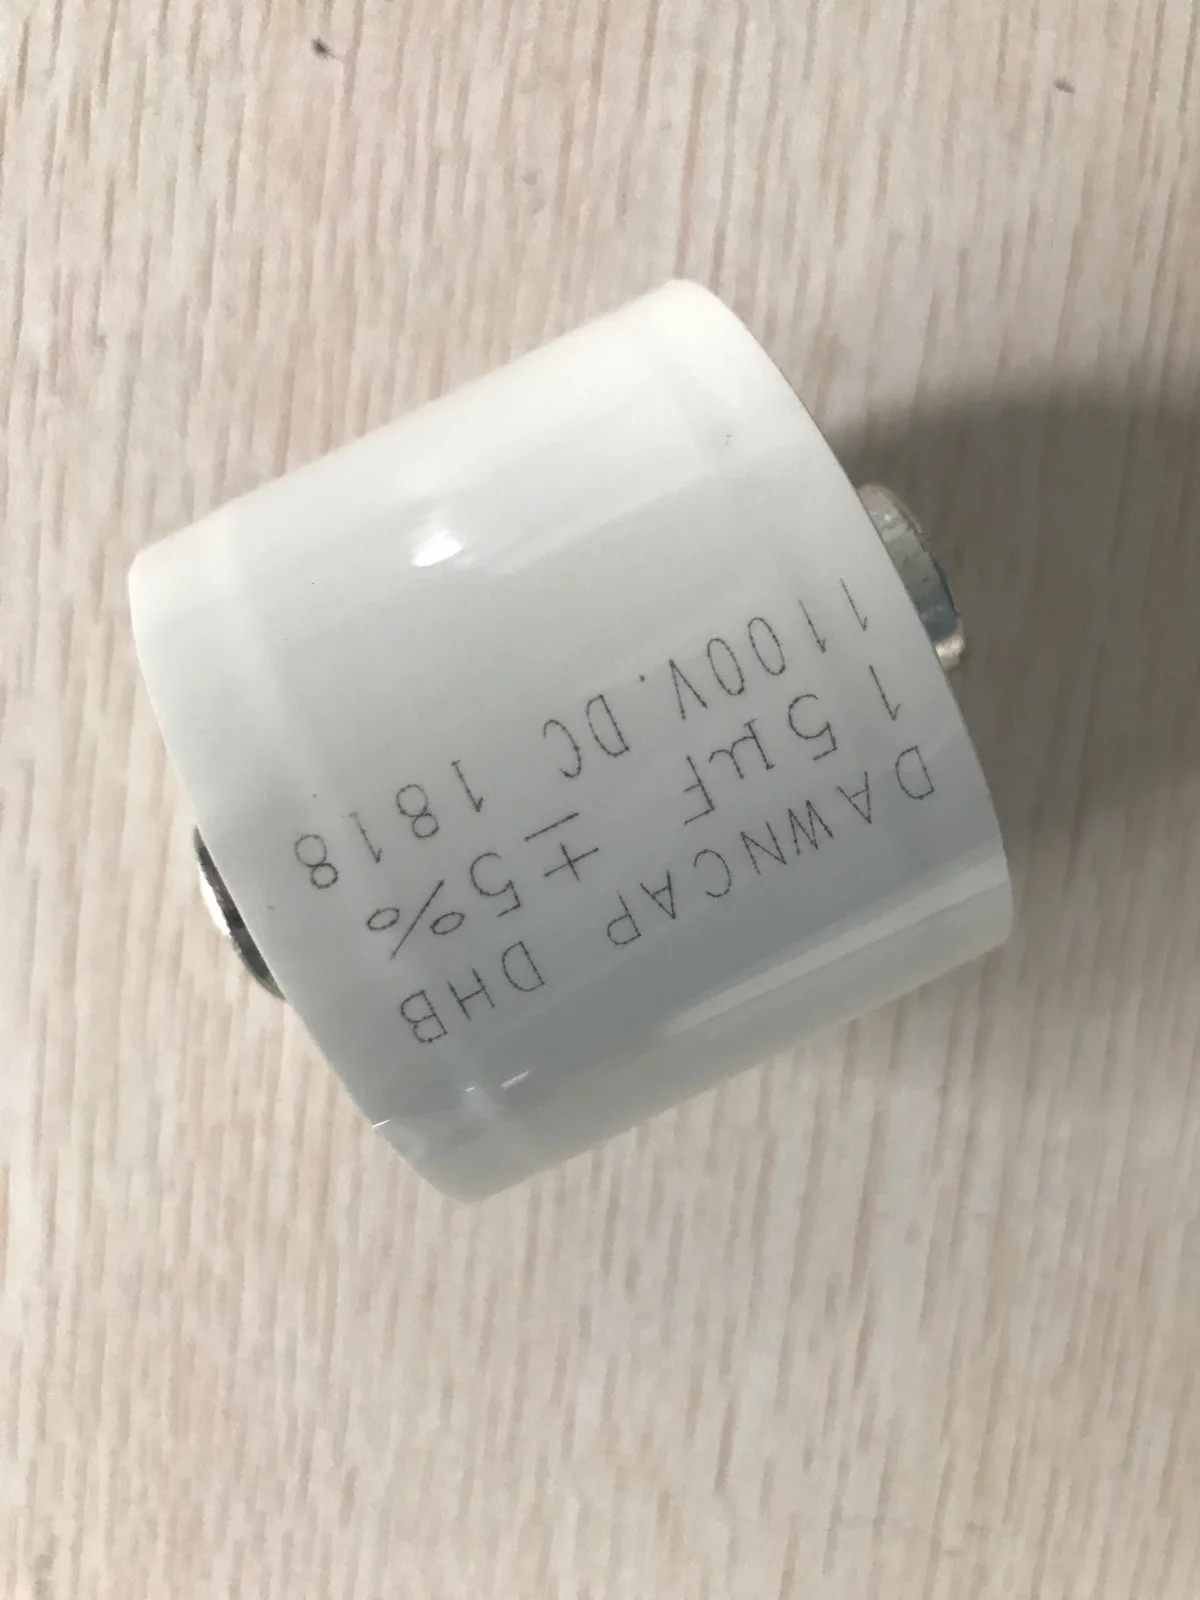 DAWNCAP DHB
15µF ±5%
1100V.DC 1818